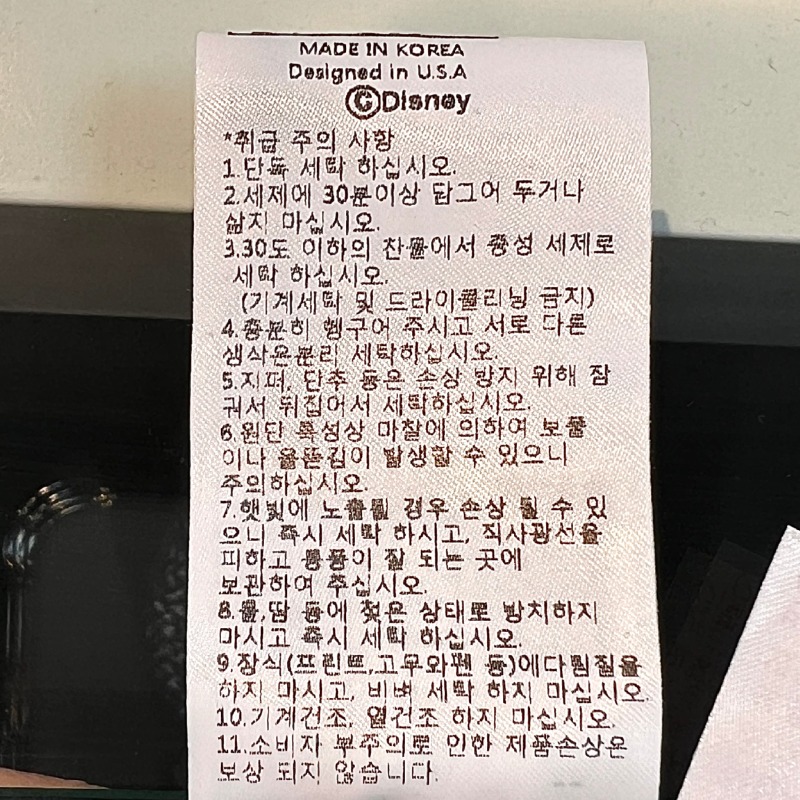 MADE IN KOREA
Designed in U.S.A
©Disney
*취급 주의 사항
1.단독 세탁 하십시오.
2.세제에 30분이상 담그어 두거나
삶지 마십시오.
3.30도 이하의 찬물에서 중성 세제로
세탁 하십시오.
(기계세탁 및 드라이클리닝 금지)
4.충분히 헹구어 주시고 서로 다른
생삭은분리 세탁하십시오.
5.지퍼, 단추 등은 손상 방지 위해 잠
궈서 뒤집어서 세탁하십시오.
6.원단 특성상 마찰에 의하여 보풀
이나 올뜯김이 발생할 수 있으니
주의하십시오.
7.햇빛에 노출될 경우 손상 될 수 있
으니 즉시 세탁 하시고, 직사광선을
피하고 통풍이 잘 되는 곳에
보관하여 주십시오.
8.물,땀 등에 젖은 상태로 방치하지
마시고 즉시 세탁 하십시오.
9.장식(프린트,고무와펜 등)에다림질을
하지 마시고, 비벼 세탁 하지 마십시오.
10.기계건조, 열건조 하지 마십시오.
11.소비자 부주의로 인한 제품손상은
보상 되지 않습니다.